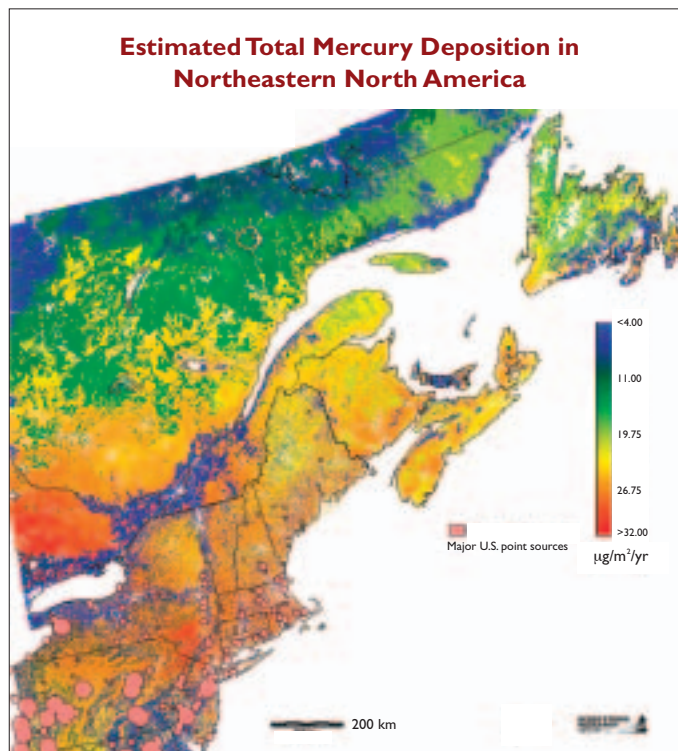 Estimated Total Mercury Deposition in
Northeastern North America
<4.00
11.00
19.75
26.75
>32.00
µg/m²/yr
Major U.S. point sources
200 km